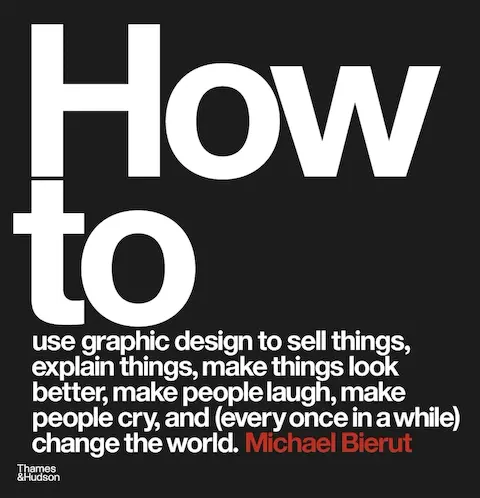 How
to
use graphic design to sell things,
explain things, make things look
better, make people laugh, make
people cry, and (every once in a while)
change the world. Michael Bierut
Thames
&Hudson